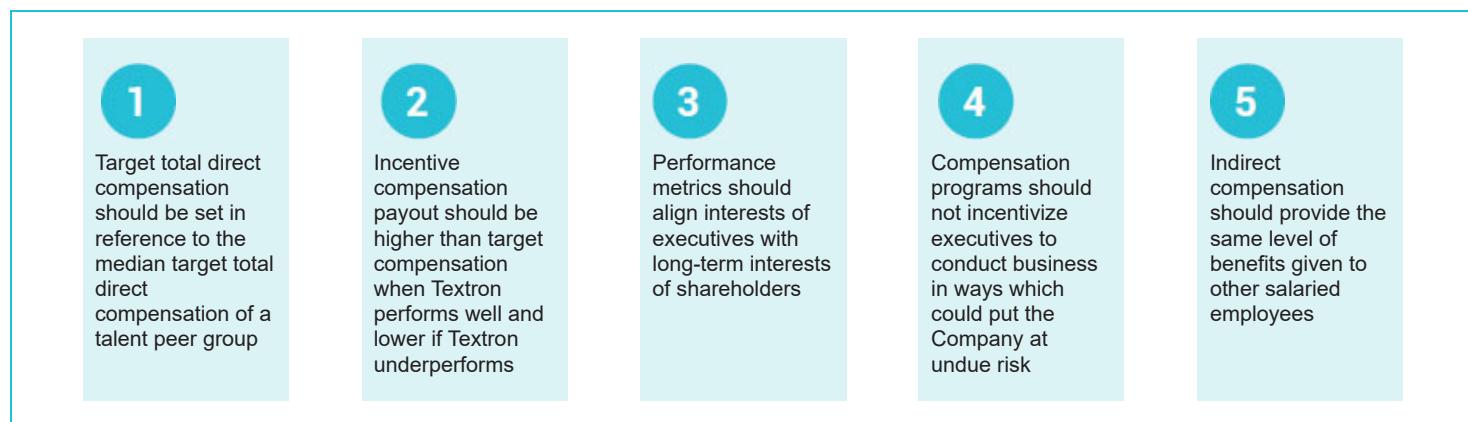 1
Target total direct
compensation
should be set in
reference to the
median target total
direct
compensation of a
talent peer group
2
Incentive
compensation
payout should be
higher than target
compensation
when Textron
performs well and
lower if Textron
underperforms
3
Performance
metrics should
align interests of
executives with
long-term interests
of shareholders
4
Compensation
programs should
not incentivize
executives to
conduct business
in ways which
could put the
Company at
undue risk
5
Indirect
compensation
should provide the
same level of
benefits given to
other salaried
employees